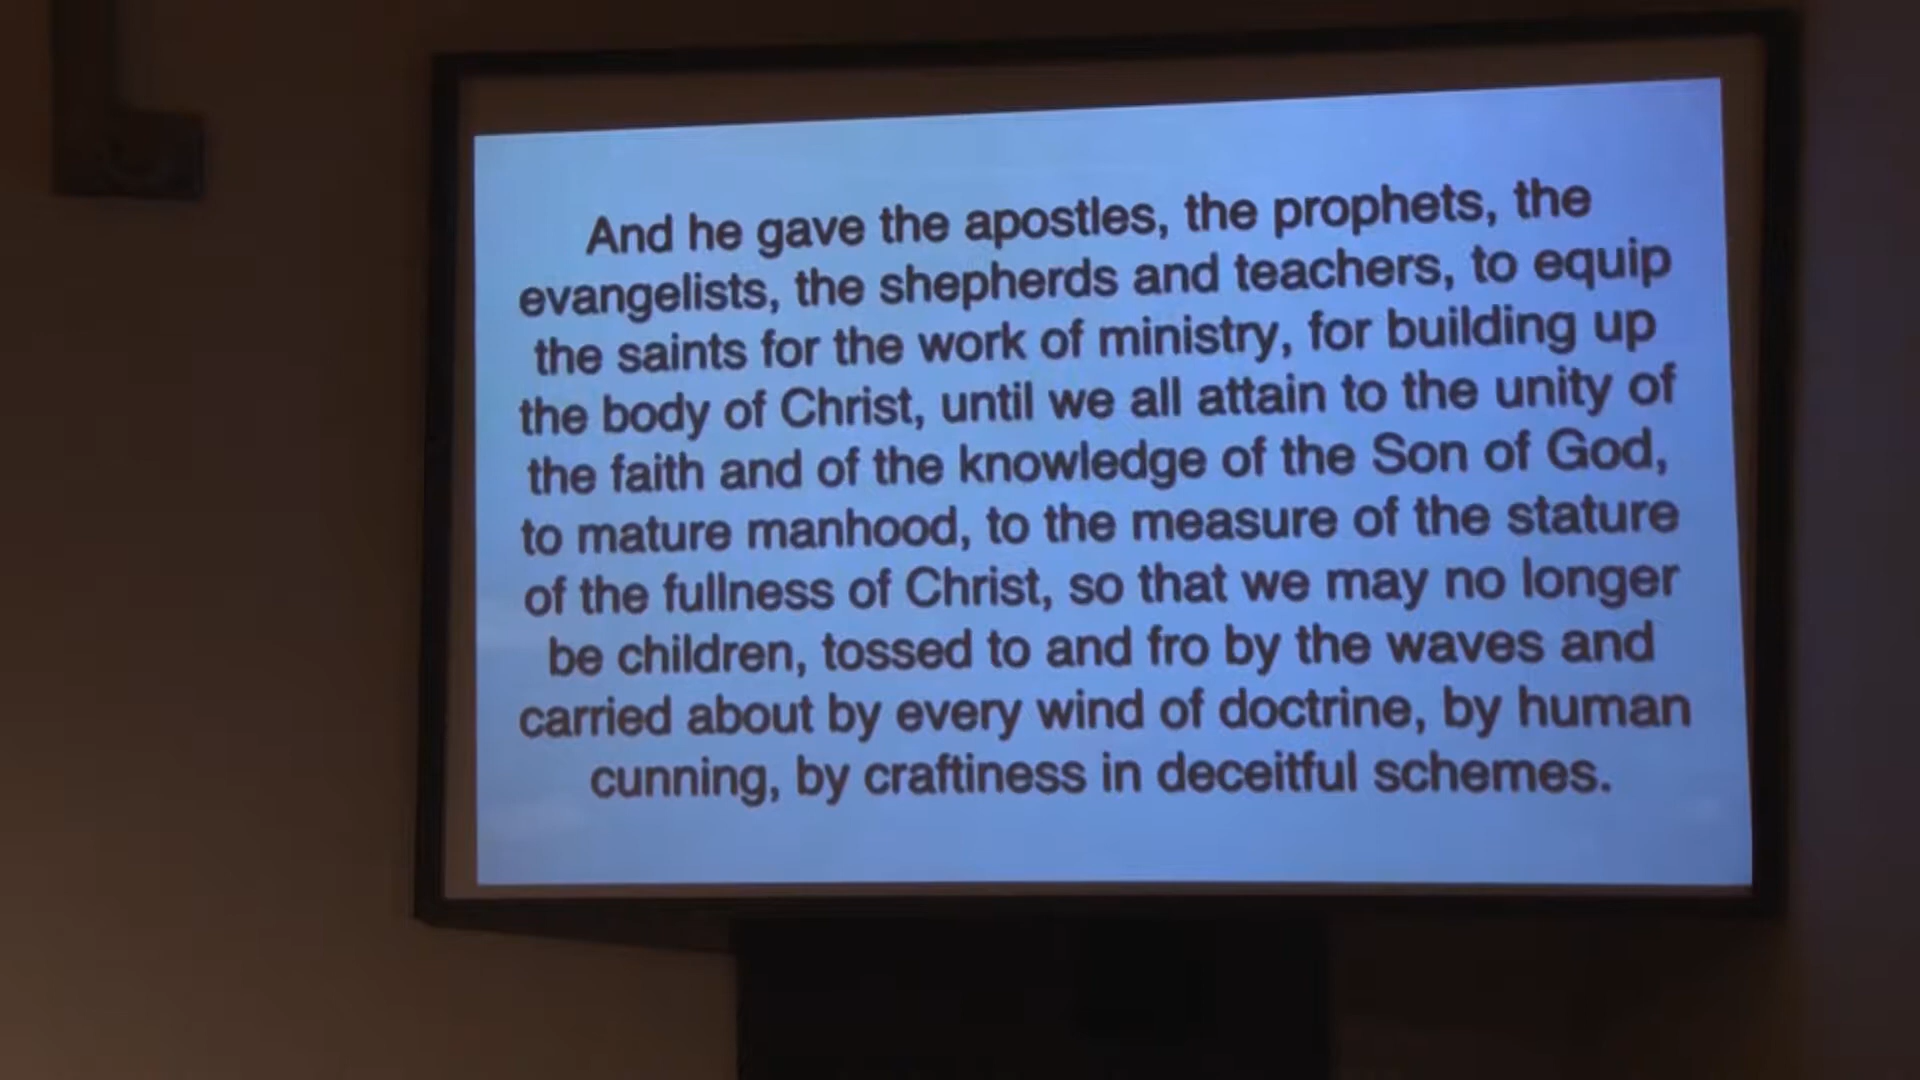 And he gave the apostles, the prophets, the
evangelists, the shepherds and teachers, to equip
the saints for the work of ministry, for building up
the body of Christ, until we all attain to the unity of
the faith and of the knowledge of the Son of God,
to mature manhood, to the measure of the stature
of the fullness of Christ, so that we may no longer
be children, tossed to and fro by the waves and
carried about by every wind of doctrine, by human
cunning, by craftiness in deceitful schemes.